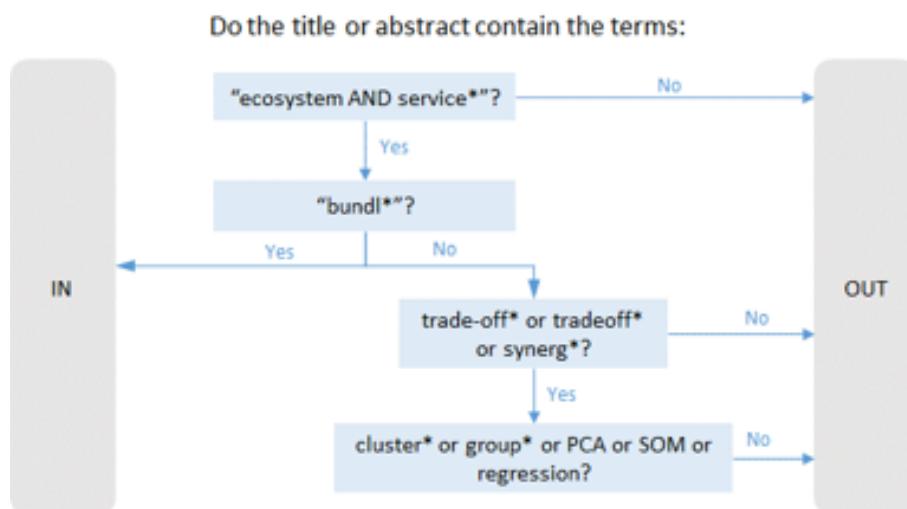 Do the title or abstract contain the terms:
“ecosystem AND service*”?
No
Yes
“bundl*”?
Yes
No
IN
OUT
trade-off* or tradeoff*
or synerg*?
No
Yes
cluster* or group* or PCA or SOM or
regression?
No